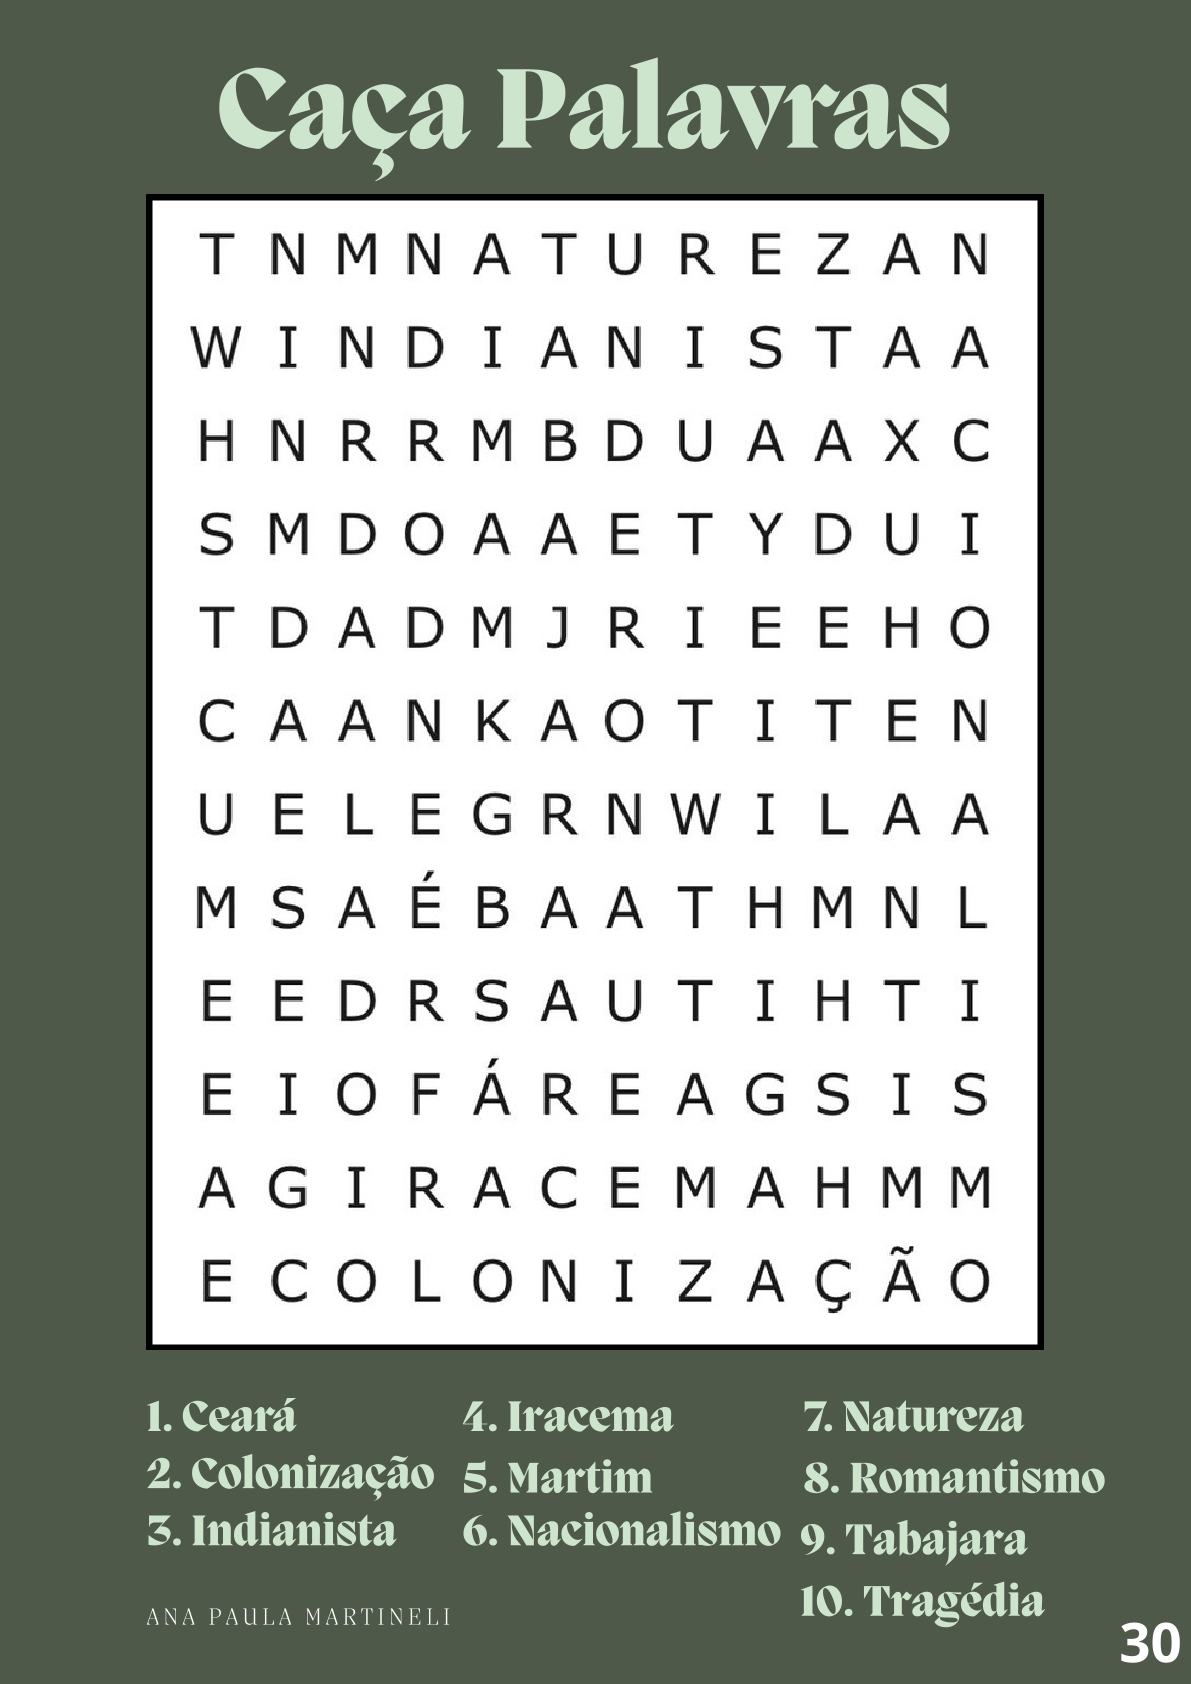 Caça Palavras
T N M N A T U R E Z A N
W I N D I A N I S T A A
H N R R M B D U A A X C
S M D O A A E T Y D U I
T D A D M J R I E E H O
C A A N K A O T I T E N
U E L E G R N W I L A A
M S A É B A A T H M N L
E E D R S A U T I H T I
E I O F Á R E A G S I S
A G I R A C E M A H M M
E C O L O N I Z A Ç Ã O
1. Ceará
2. Colonização
3. Indianista
4. Iracema
5. Martim
6. Nacionalismo
7. Natureza
8. Romantismo
9. Tabajara
10. Tragédia
ANA PAULA MARTINELI
30